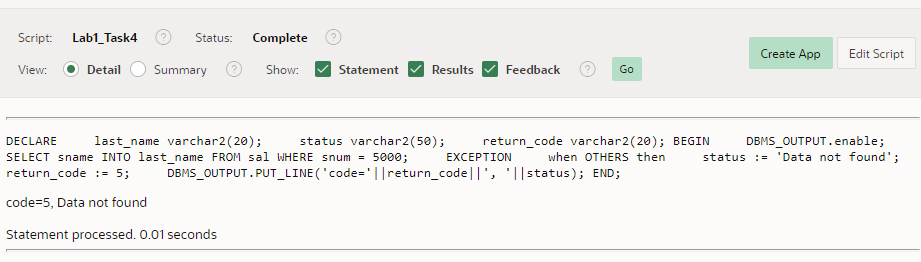 Script: Lab1_Task4 ? Status: Complete ?
Create App Edit Script
View: Detail Summary ? Show: Statement Results Feedback ? Go
DECLARE     last_name varchar2(20);     status varchar2(50);     return_code varchar2(20); BEGIN     DBMS_OUTPUT.enable;
SELECT sname INTO last_name FROM sal WHERE snum = 5000;     EXCEPTION     when OTHERS then     status := 'Data not found';
return_code := 5;     DBMS_OUTPUT.PUT_LINE('code='||return_code||', '||status); END;
code=5, Data not found
Statement processed. 0.01 seconds